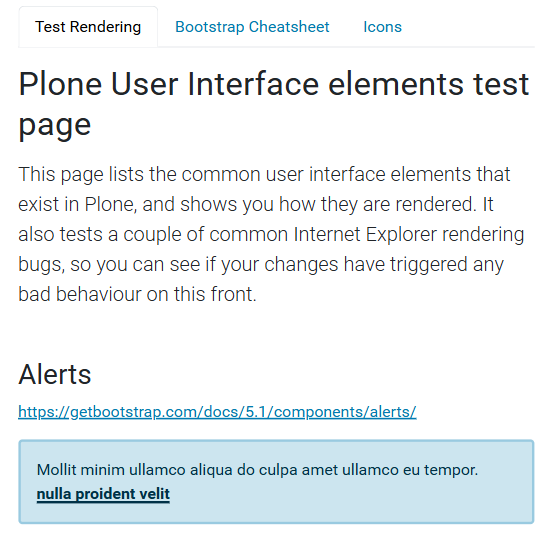 Test Rendering Bootstrap Cheatsheet Icons
Plone User Interface elements test
page
This page lists the common user interface elements that
exist in Plone, and shows you how they are rendered. It
also tests a couple of common Internet Explorer rendering
bugs, so you can see if your changes have triggered any
bad behaviour on this front.
Alerts
https://getbootstrap.com/docs/5.1/components/alerts/
Mollit minim ullamco aliqua do culpa amet ullamco eu tempor.
nulla proident velit